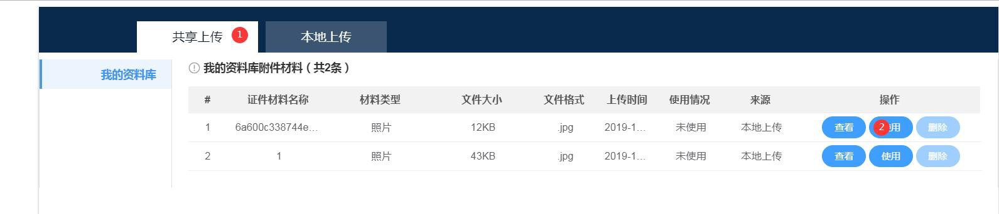 共享上传 1 本地上传
我的资料库
! 我的资料库附件材料（共2条）
# 证件材料名称 材料类型 文件大小 文件格式 上传时间 使用情况 来源 操作
1 6a600c338744e... 照片 12KB .jpg 2019-1... 未使用 本地上传 查看 2 用 删除
2 1 照片 43KB .jpg 2019-1... 未使用 本地上传 查看 使用 删除